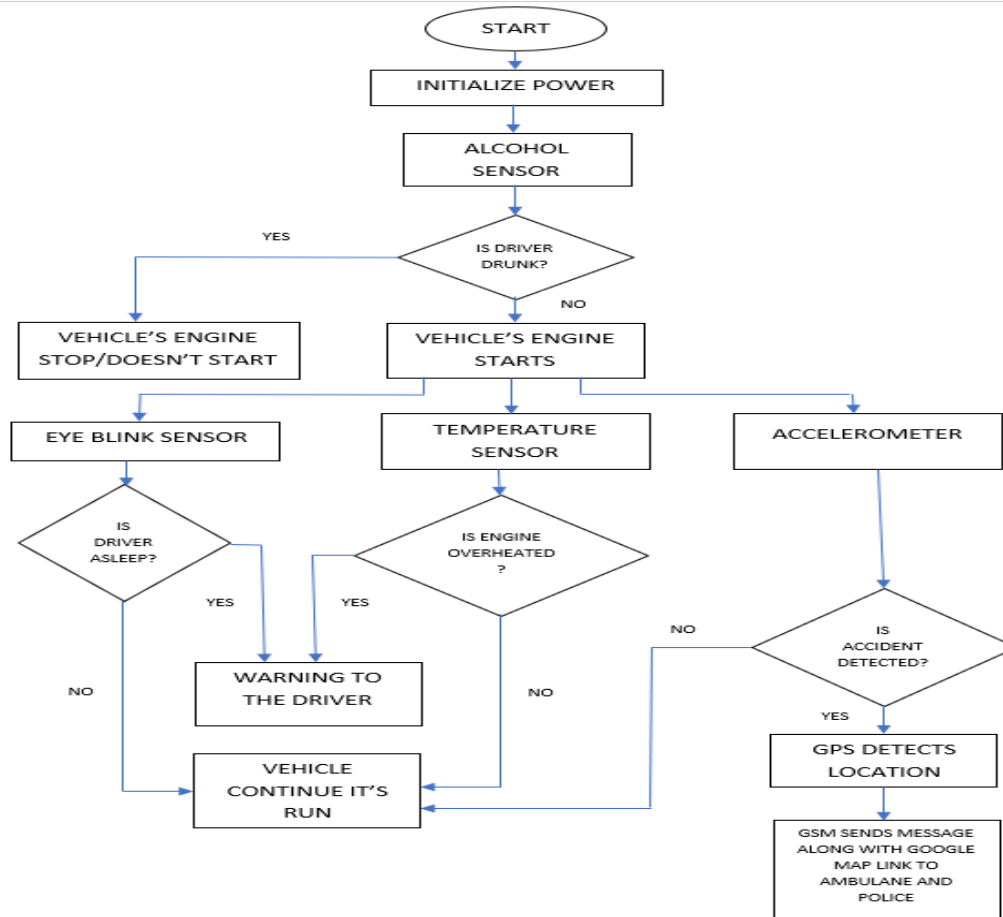 START
INITIALIZE POWER
ALCOHOL
SENSOR
YES
IS DRIVER
DRUNK?
NO
VEHICLE'S ENGINE
STOP/DOESN'T START
VEHICLE'S ENGINE
STARTS
EYE BLINK SENSOR
TEMPERATURE
SENSOR
ACCELEROMETER
IS
DRIVER
ASLEEP?
IS ENGINE
OVERHEATED
?
YES
YES
NO
IS
ACCIDENT
DETECTED?
NO
WARNING TO
THE DRIVER
NO
YES
VEHICLE
CONTINUE IT'S
RUN
GPS DETECTS
LOCATION
GSM SENDS MESSAGE
ALONG WITH GOOGLE
MAP LINK TO
AMBULANE AND
POLICE